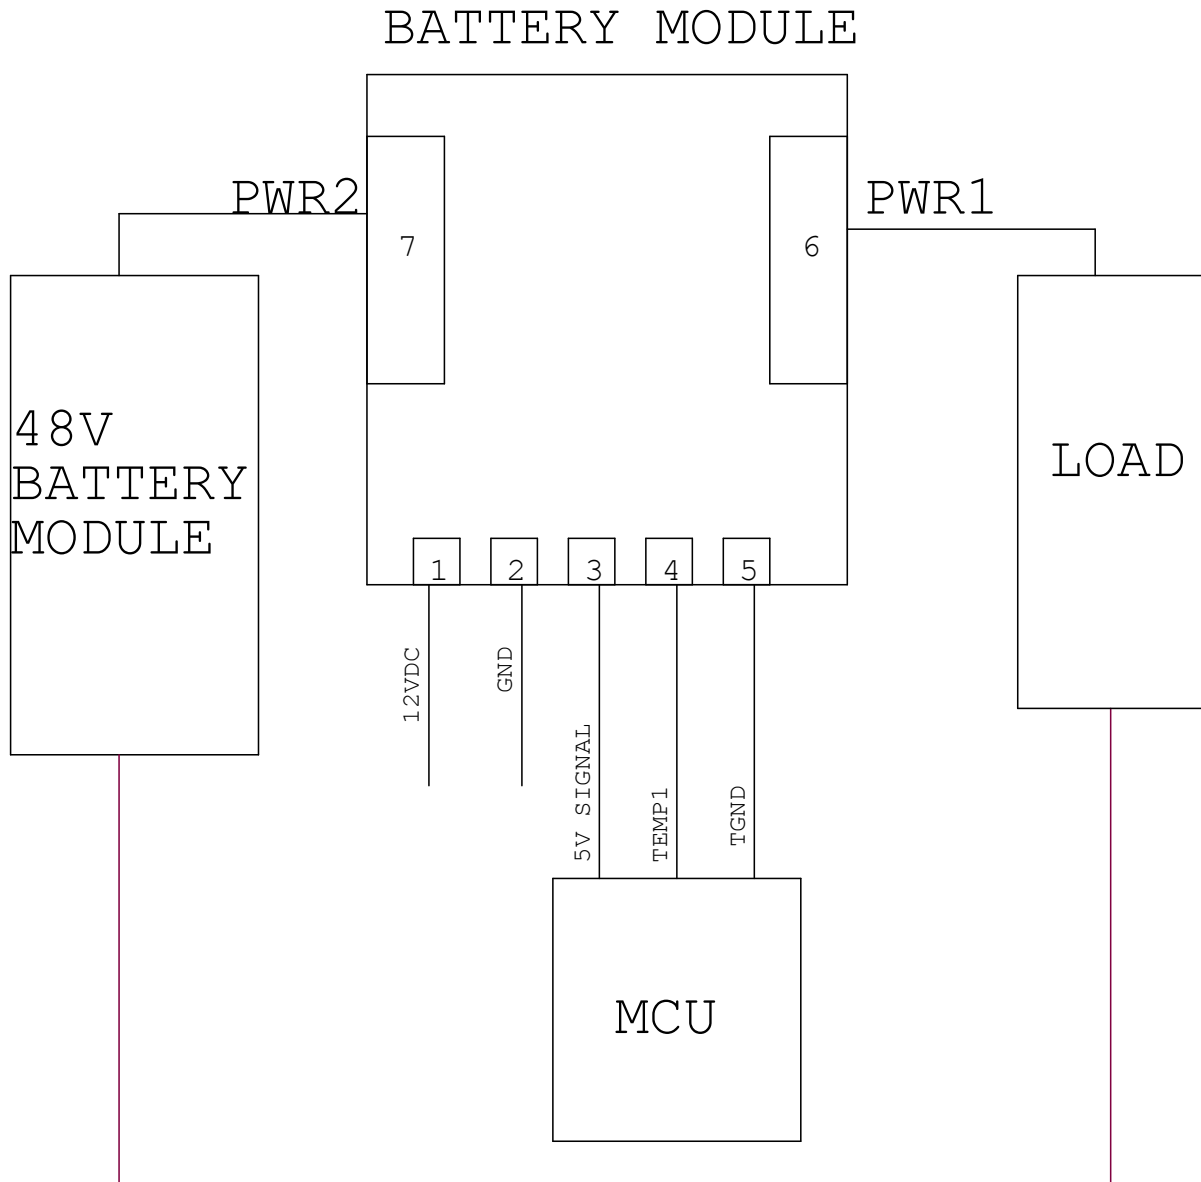 BATTERY MODULE
PWR2
PWR1
7
6
48V
BATTERY
MODULE
LOAD
1
2
3
4
5
12VDC
GND
5V SIGNAL
TEMP1
TGND
MCU